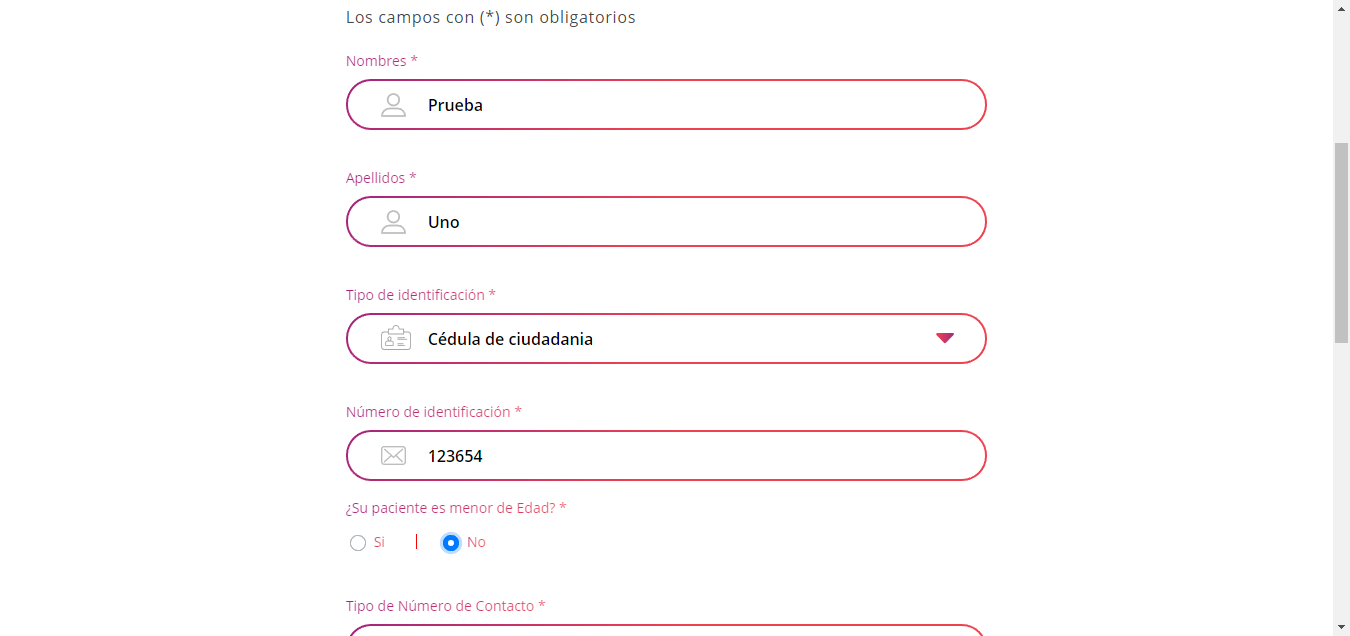 Los campos con (*) son obligatorios
Nombres *
Prueba
Apellidos *
Uno
Tipo de identificación *
Cédula de ciudadania
Número de identificación *
123654
¿Su paciente es menor de Edad? *
Si | No
Tipo de Número de Contacto *